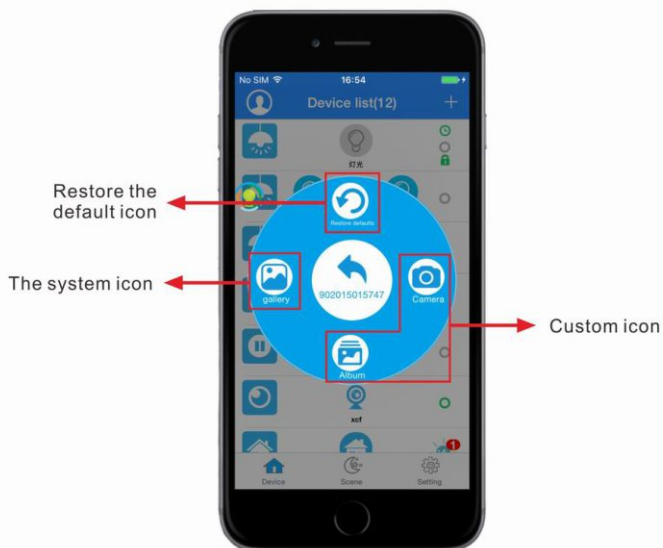 No SIM
16:54
Device list(12)
灯光
Restore the
default icon
Restore defaults
The system icon
gallery
902015015747
Camera
Custom icon
Album
xcf
1
Device
Scene
Setting